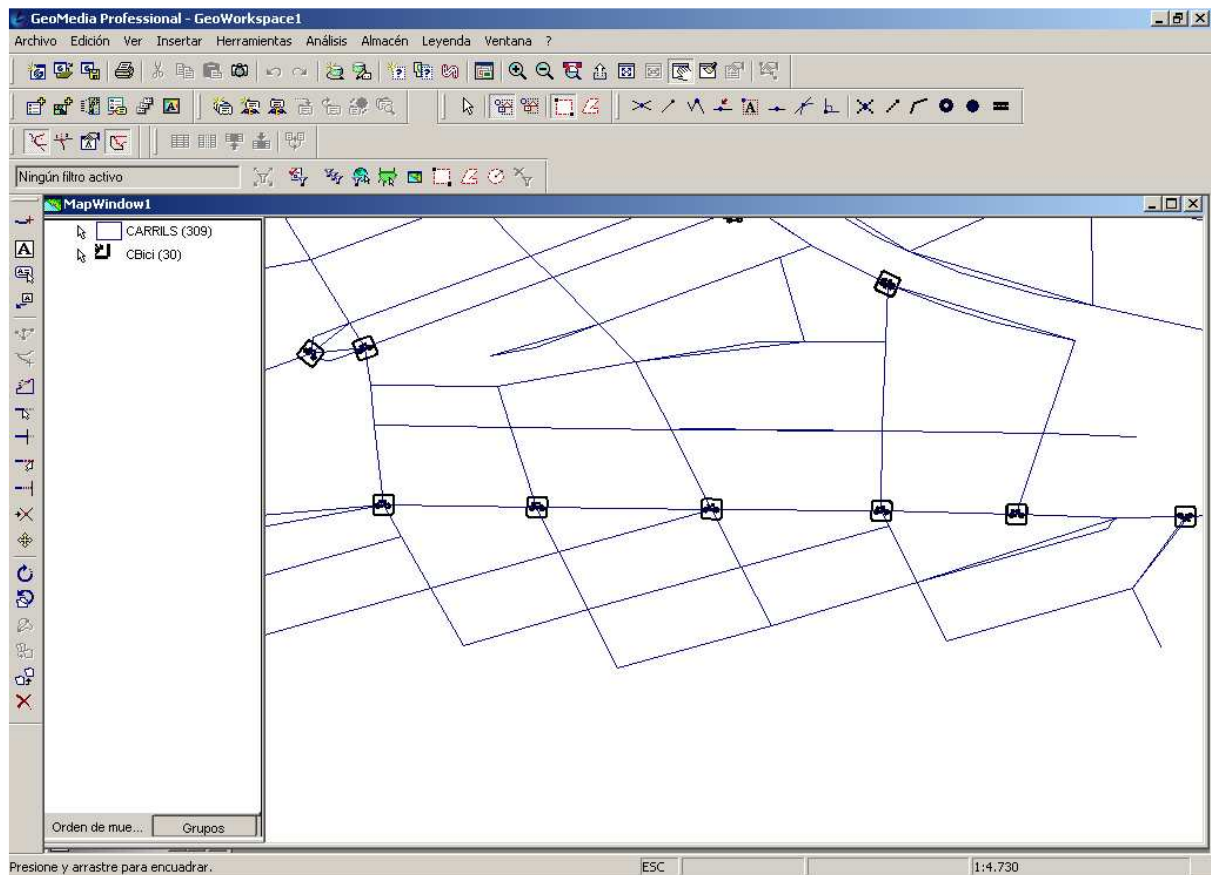 GeoMedia Professional - GeoWorkspace1
Archivo Edición Ver Insertar Herramientas Análisis Almacén Leyenda Ventana ?
Ningún filtro activo
MapWindow1
CARRILS (309)
CBici (30)
Orden de mue... Grupos
Presione y arrastre para encuadrar. ESC 1:4.730